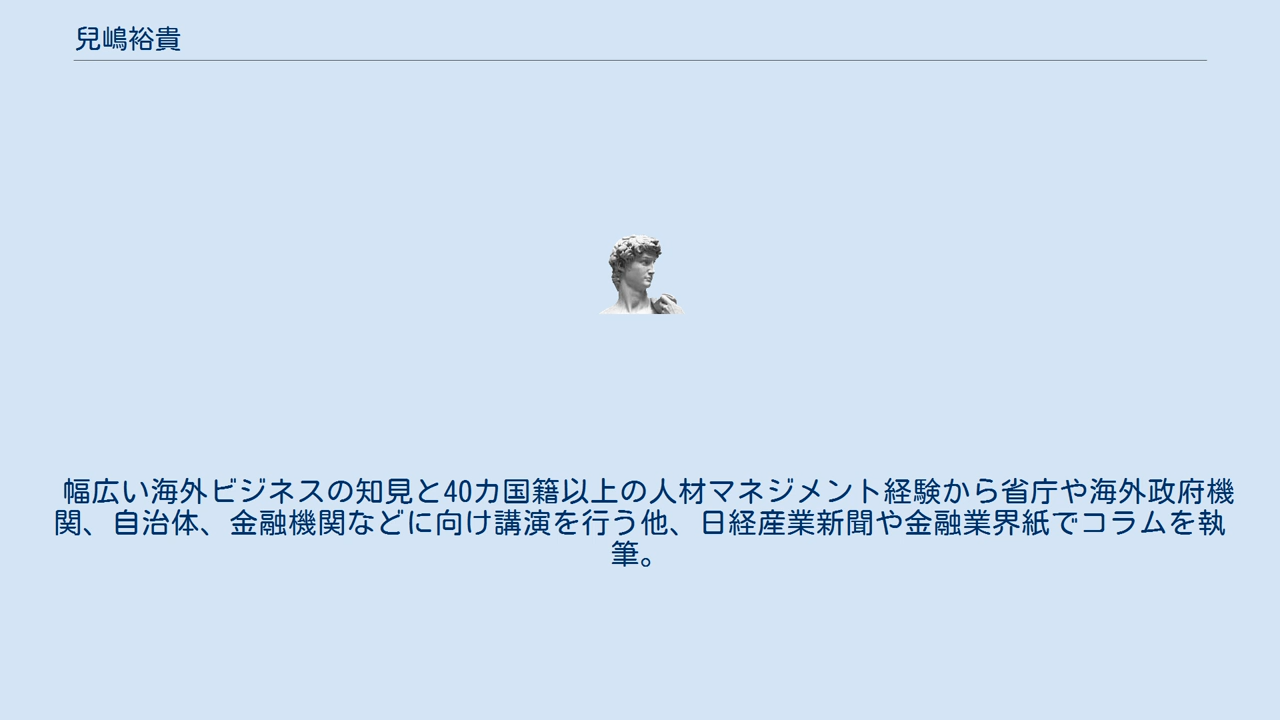 兒嶋裕貴
幅広い海外ビジネスの知見と40カ国籍以上の人材マネジメント経験から省庁や海外政府機
関、自治体、金融機関などに向け講演を行う他、日経産業新聞や金融業界紙でコラムを執
筆。